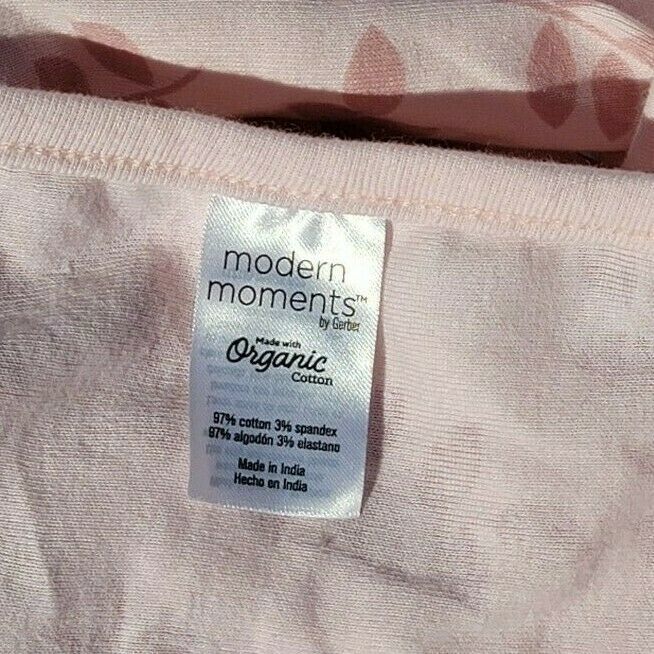 modern
moments™
by Gerber
Made with
Organic
Cotton
97% cotton 3% spandex
97% algodón 3% elastano
Made in India
Hecho en India